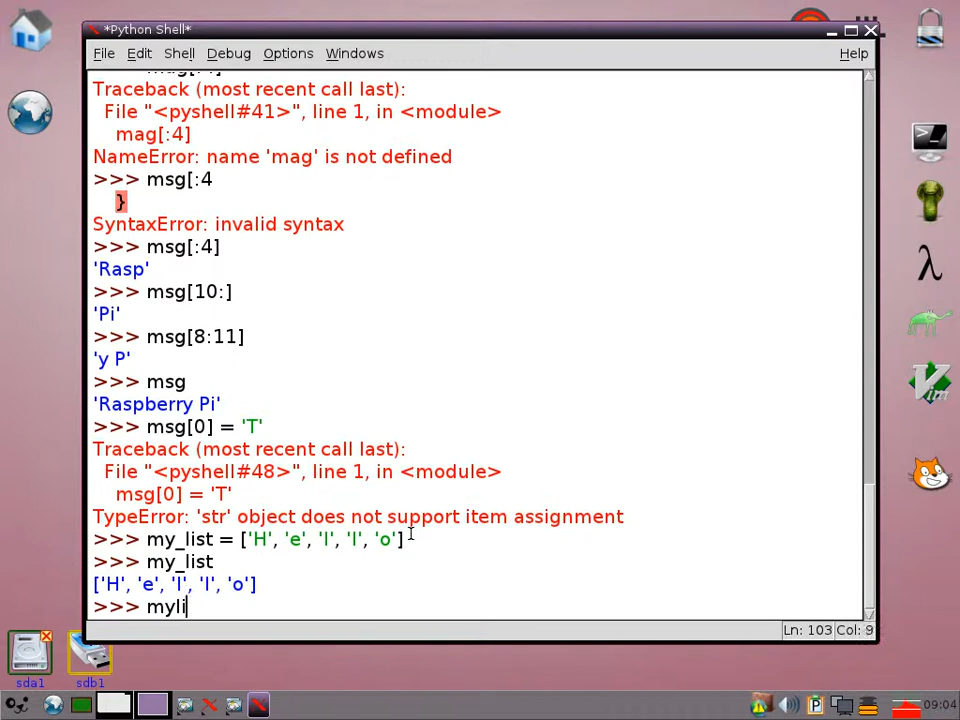 *Python Shell*
File Edit Shell Debug Options Windows Help
Traceback (most recent call last):
File "<pyshell#41>", line 1, in <module>
mag[:4]
NameError: name 'mag' is not defined
>>> msg[:4
}
SyntaxError: invalid syntax
>>> msg[:4]
'Rasp'
>>> msg[10:]
'Pi'
>>> msg[8:11]
'y P'
>>> msg
'Raspberry Pi'
>>> msg[0] = 'T'
Traceback (most recent call last):
File "<pyshell#48>", line 1, in <module>
msg[0] = 'T'
TypeError: 'str' object does not support item assignment
>>> my_list = ['H', 'e', 'l', 'l', 'o']
>>> my_list
['H', 'e', 'l', 'l', 'o']
>>> myli
Ln: 103 Col: 9
λ
Vim
sda1 sdb1
P
09:04